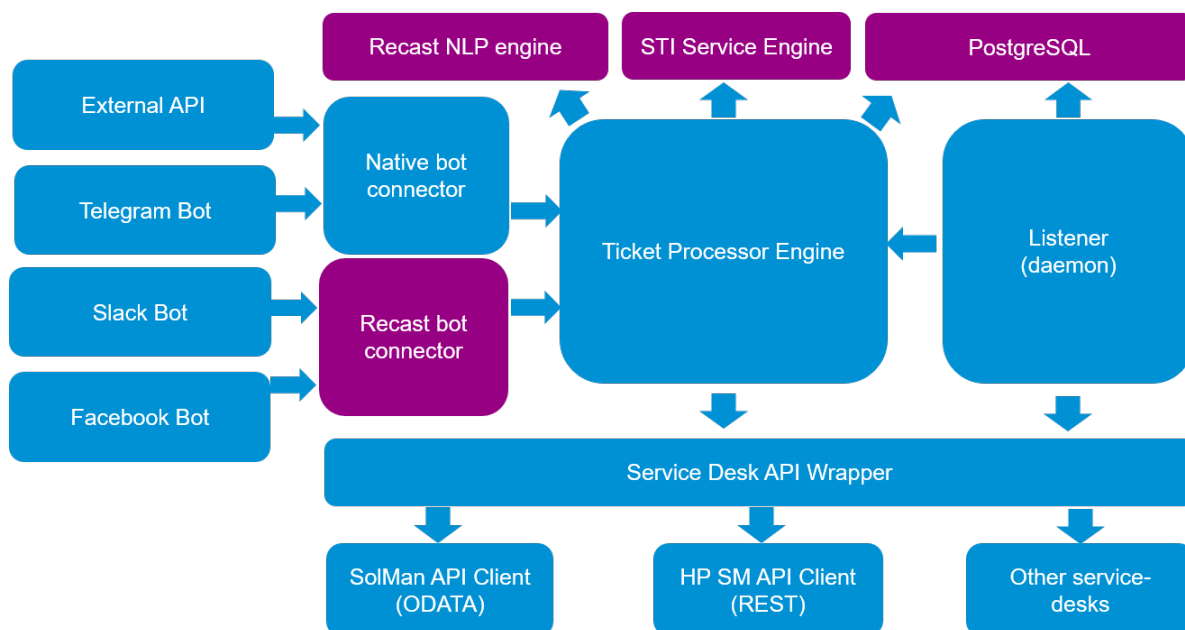 Recast NLP engine
STI Service Engine
PostgreSQL
External API
Native bot
connector
Telegram Bot
Ticket Processor Engine
Listener
(daemon)
Slack Bot
Recast bot
connector
Facebook Bot
Service Desk API Wrapper
SolMan API Client
(ODATA)
HP SM API Client
(REST)
Other service-
desks